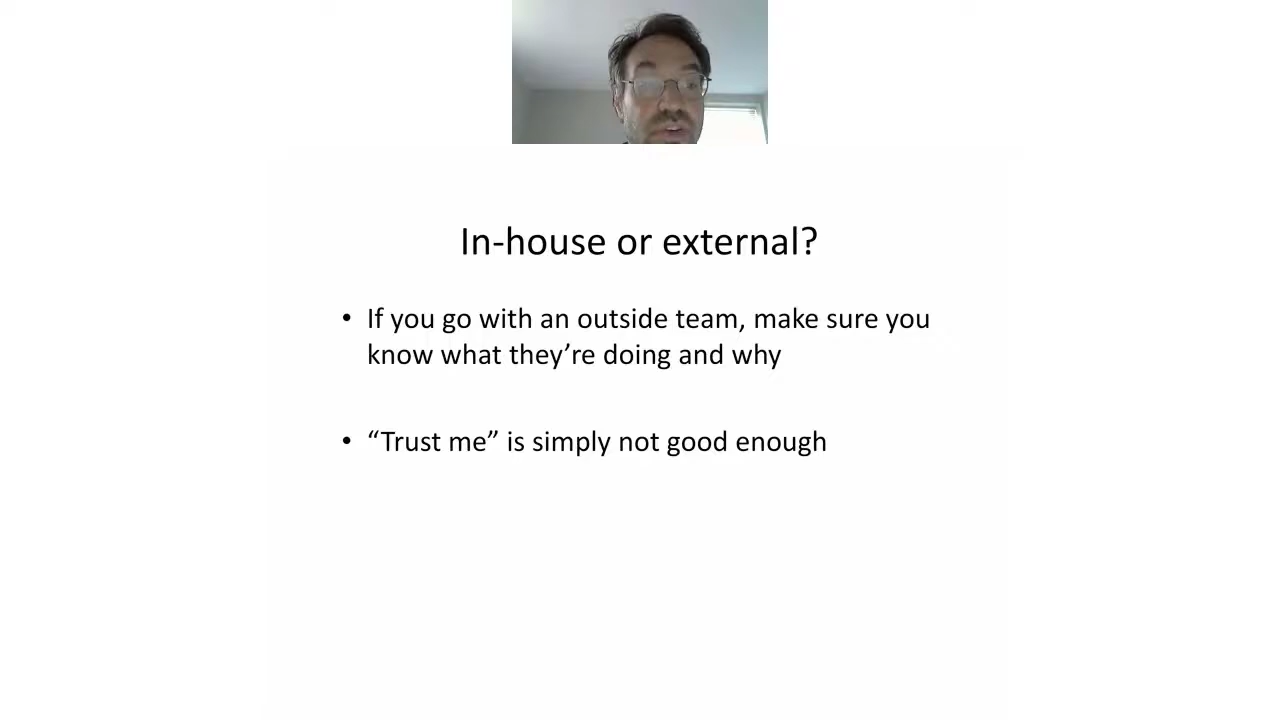 In-house or external?
• If you go with an outside team, make sure you
know what they’re doing and why
• “Trust me” is simply not good enough